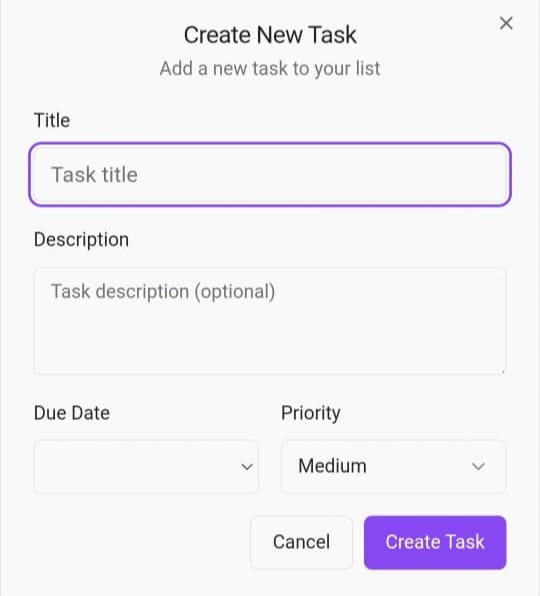 Create New Task
Add a new task to your list
Title
Task title
Description
Task description (optional)
Due Date
Priority
Medium
Cancel
Create Task